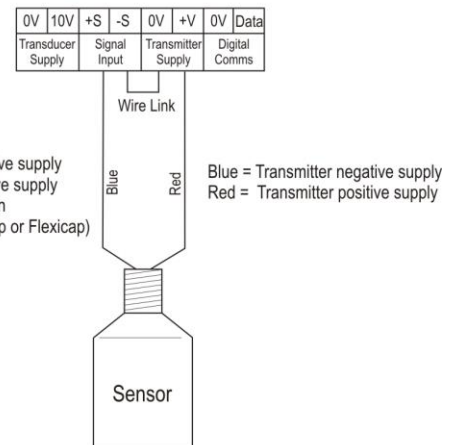 0V 10V +S -S 0V +V 0V Data
Transducer Supply Signal Input Transmitter Supply Digital Comms
Wire Link
Blue
Red
supply
supply
or Flexicap)
Blue = Transmitter negative supply
Red = Transmitter positive supply
Sensor